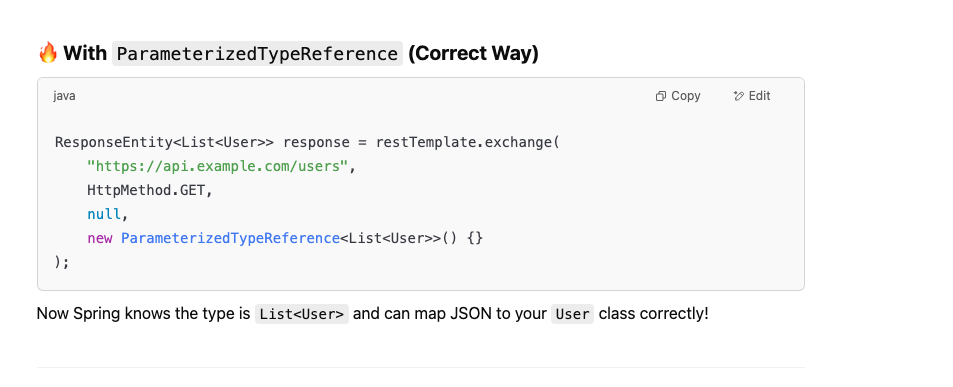 🔥 With ParameterizedTypeReference (Correct Way)
java Copy Edit
ResponseEntity<List<User>> response = restTemplate.exchange(
    "https://api.example.com/users",
    HttpMethod.GET,
    null,
    new ParameterizedTypeReference<List<User>>() {}
);
Now Spring knows the type is List<User> and can map JSON to your User class correctly!